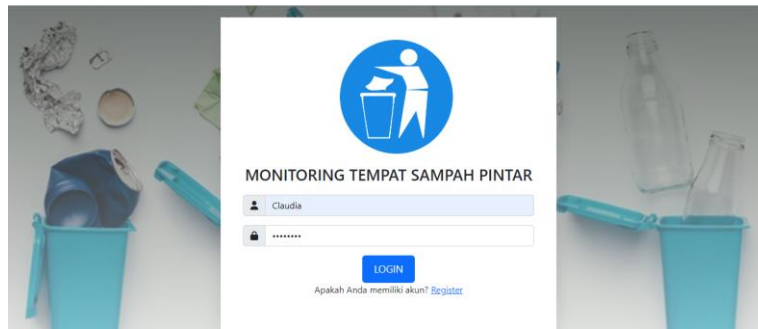 MONITORING TEMPAT SAMPAH PINTAR
Claudia
••••••••
LOGIN
Apakah Anda memiliki akun? Register